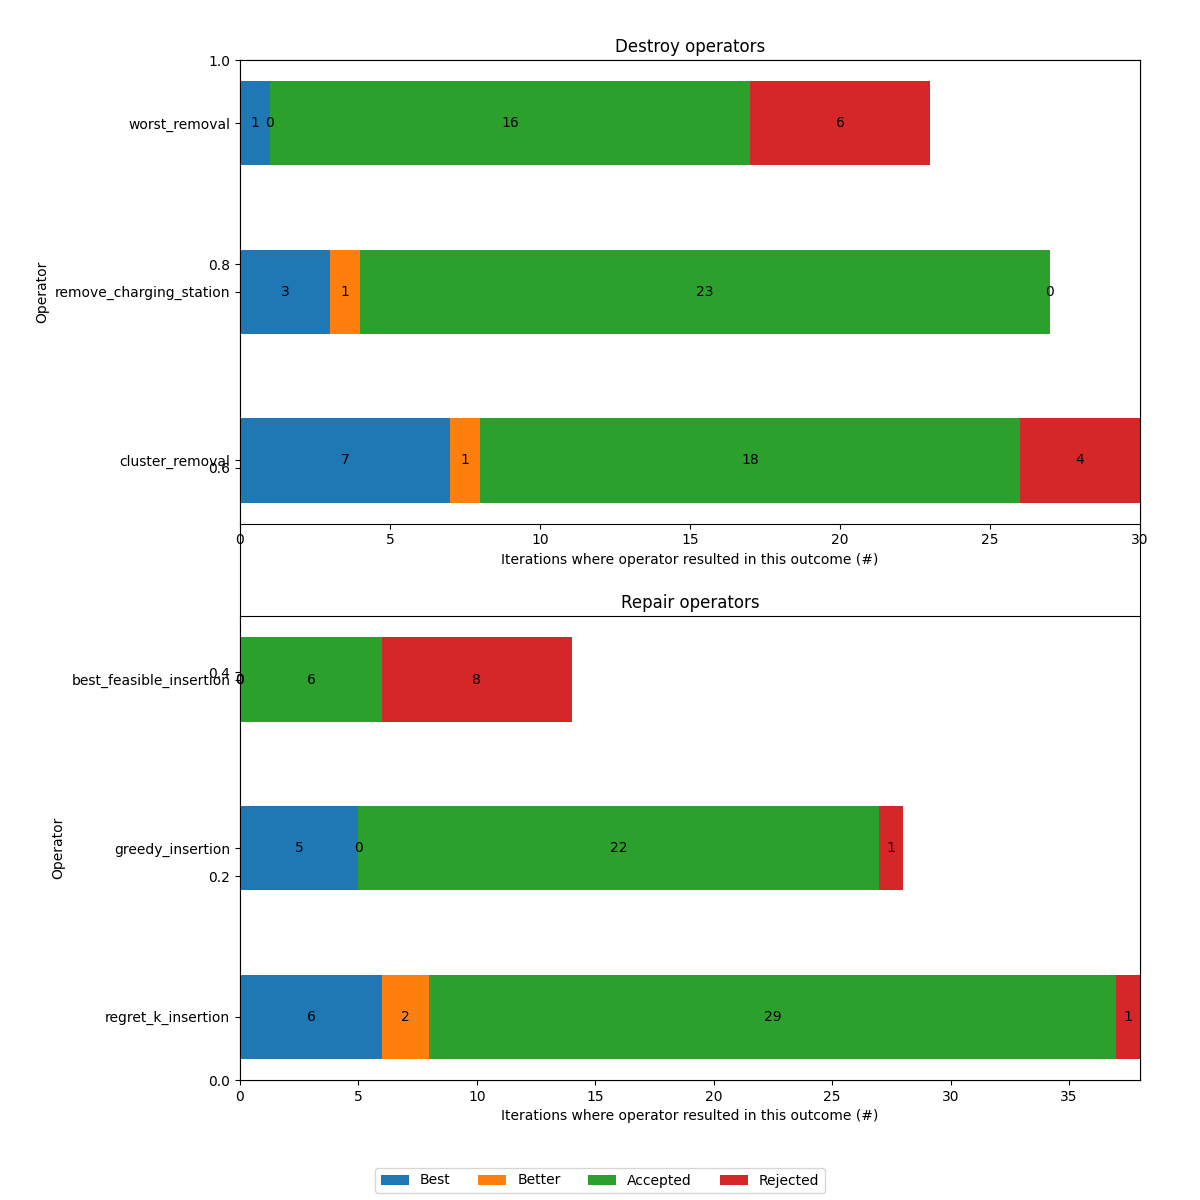 Destroy operators
1.0
worst_removal 1 0 16 6
0.8
Operator
remove_charging_station 3 1 23 0
cluster_removal 7 1 18 4
0.6
0 5 10 15 20 25 30
Iterations where operator resulted in this outcome (#)
Repair operators
0.4
best_feasible_insertion 0 0 6 8
Operator
greedy_insertion 5 0 22 1
0.2
regret_k_insertion 6 2 29 1
0.0
0 5 10 15 20 25 30 35
Iterations where operator resulted in this outcome (#)
Best Better Accepted Rejected